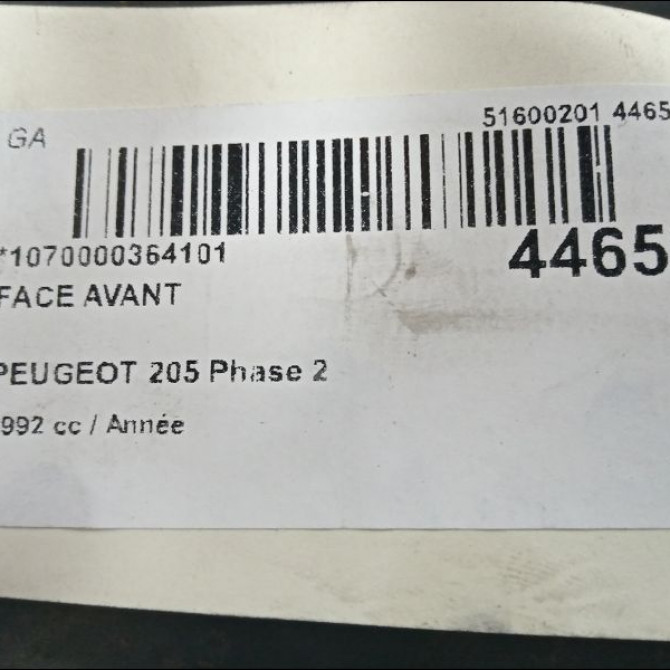 GA
51600201 4465
*1070000364101
4465
FACE AVANT
PEUGEOT 205 Phase 2
992 cc / Année